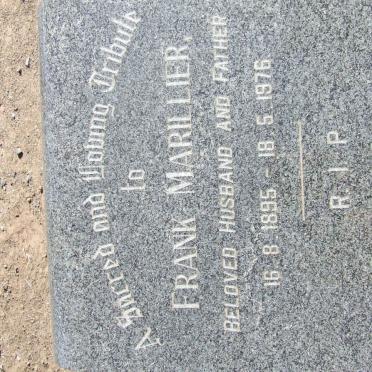 A Sacred and Loving Tribute
to
FRANK MARILLIER,
BELOVED HUSBAND AND FATHER
16·8·1895 - 18·5·1976
R I P